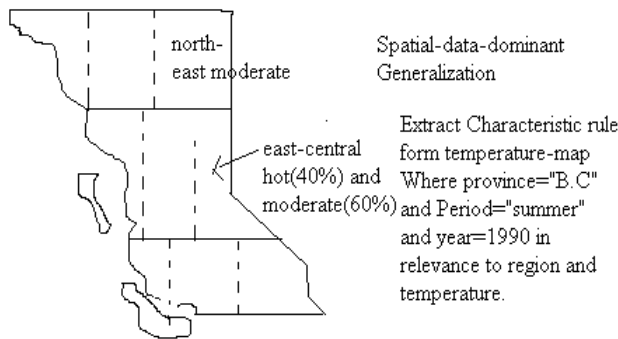 north-
east moderate
Spatial-data-dominant
Generalization
east-central
hot(40%) and
moderate(60%)
Extract Characteristic rule
form temperature-map
Where province="B.C"
and Period="summer"
and year=1990 in
relevance to region and
temperature.